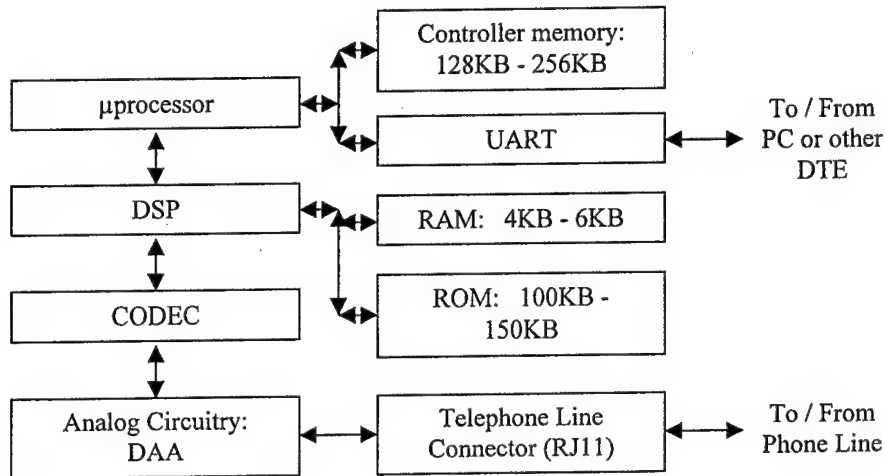 Controller memory:
128KB - 256KB
µprocessor
UART
To / From
PC or other
DTE
DSP
RAM: 4KB - 6KB
CODEC
ROM: 100KB -
150KB
Analog Circuitry:
DAA
Telephone Line
Connector (RJ11)
To / From
Phone Line